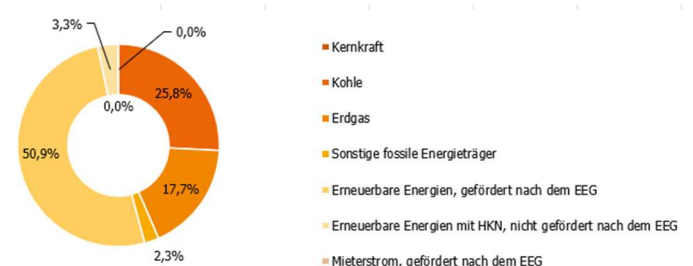 3,3%
0,0%
25,8%
0,0%
50,9%
17,7%
2,3%
Kernkraft
Kohle
Erdgas
Sonstige fossile Energieträger
Erneuerbare Energien, gefördert nach dem EEG
Erneuerbare Energien mit HKN, nicht gefördert nach dem EEG
Mieterstrom, gefördert nach dem EEG